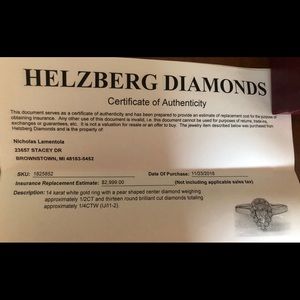 HELZBERG DIAMONDS
Certificate of Authenticity
This document serves as a certificate of authenticity and has been prepared to provide an estimate of replacement cost for the purpose of
obtaining insurance. Any other use of this document is invalid, i.e. this document cannot be used for purposes of returns, trade-ins,
exchanges or guarantees, etc. It is not a valuation for resale or an offer to buy. The jewelry item described below was purchased from
Helzberg Diamonds and is the property of:
Nicholas Lamentola
23657 STACEY DR
BROWNSTOWN, MI 48183-5452
SKU: 1825852
Date Of Purchase: 11/23/2018
Insurance Replacement Estimate: $2,999.00
(Not including applicable sales tax)
Description: 14 karat white gold ring with a pear shaped center diamond weighing
approximately 1/2CT and thirteen round brilliant cut diamonds totaling
approximately 1/4CTW (IJ/I1-2)